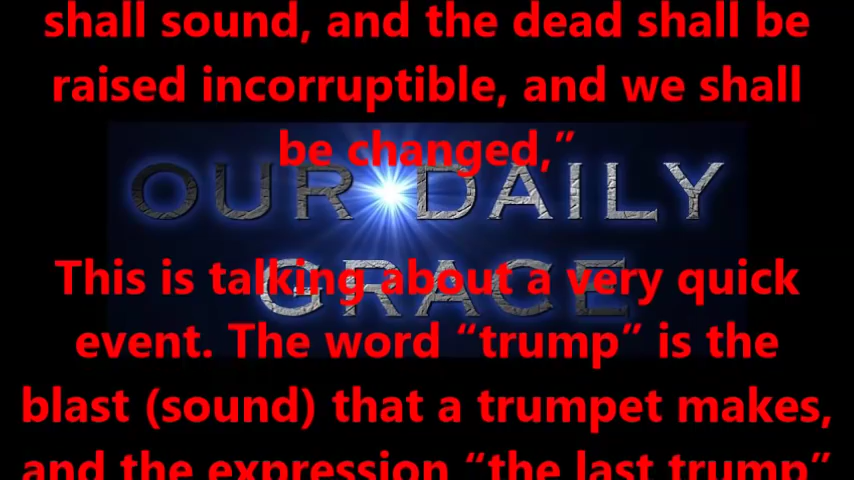 shall sound, and the dead shall be
raised incorruptible, and we shall
be changed,”
OUR DAILY
GRACE
This is talking about a very quick
event. The word “trump” is the
blast (sound) that a trumpet makes,
and the expression “the last trump”